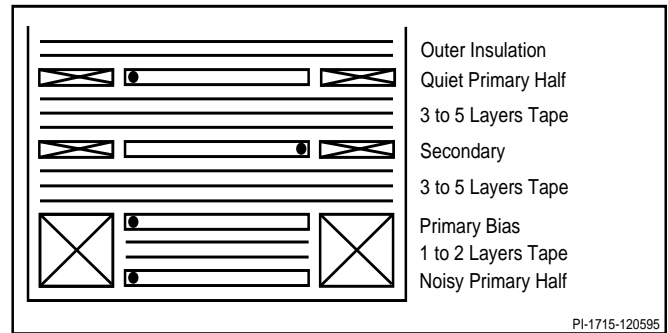 Outer Insulation
Quiet Primary Half
3 to 5 Layers Tape
Secondary
3 to 5 Layers Tape
Primary Bias
1 to 2 Layers Tape
Noisy Primary Half
PI-1715-120595